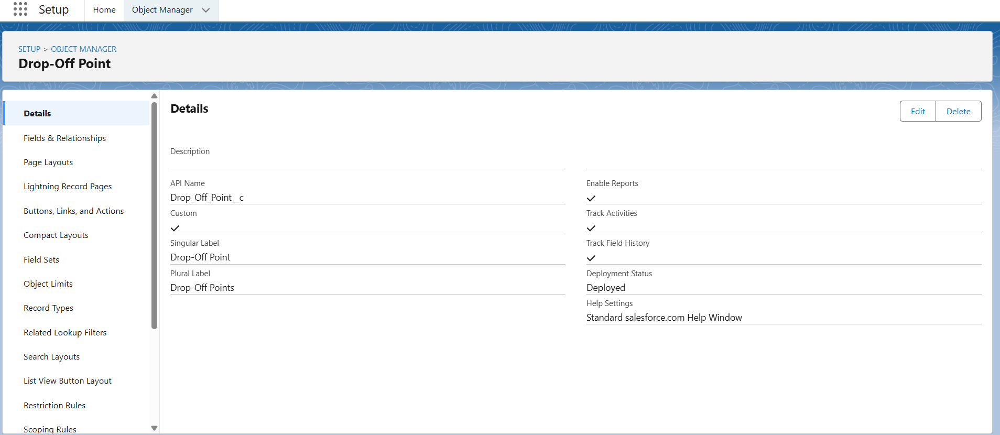 Setup
Home
Object Manager
SETUP > OBJECT MANAGER
Drop-Off Point
Details
Fields & Relationships
Page Layouts
Lightning Record Pages
Buttons, Links, and Actions
Compact Layouts
Field Sets
Object Limits
Record Types
Related Lookup Filters
Search Layouts
List View Button Layout
Restriction Rules
Scoping Rules
Details
Edit
Delete
Description
API Name
Drop_Off_Point__c
Custom
Singular Label
Drop-Off Point
Plural Label
Drop-Off Points
Enable Reports
Track Activities
Track Field History
Deployment Status
Deployed
Help Settings
Standard salesforce.com Help Window